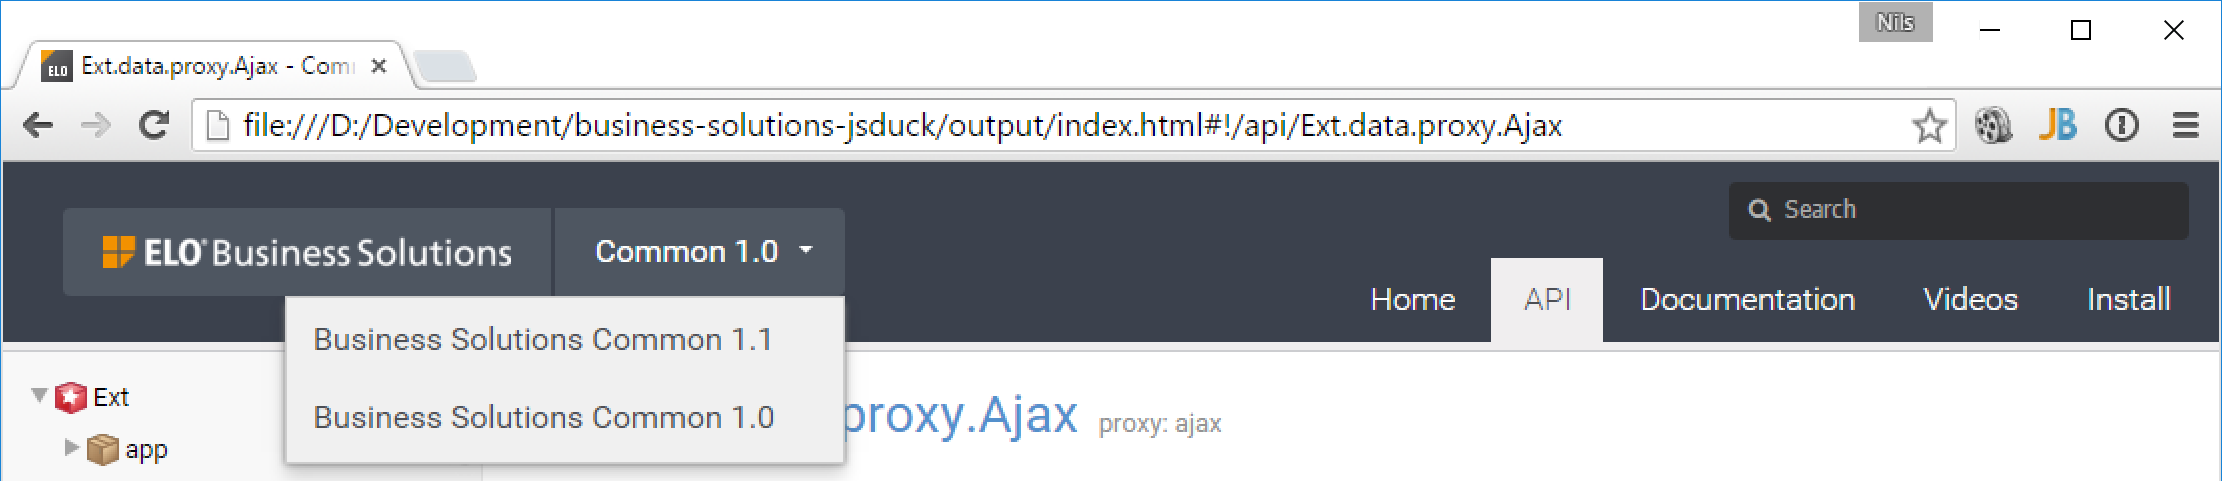 Nils
ELO Ext.data.proxy.Ajax - Com
file:///D:/Development/business-solutions-jsduck/output/index.html#!/api/Ext.data.proxy.Ajax
JB
Search
ELO® Business Solutions
Common 1.0
Home
API
Documentation
Videos
Install
Business Solutions Common 1.1
Business Solutions Common 1.0
Ext
app
proxy.Ajax proxy: ajax